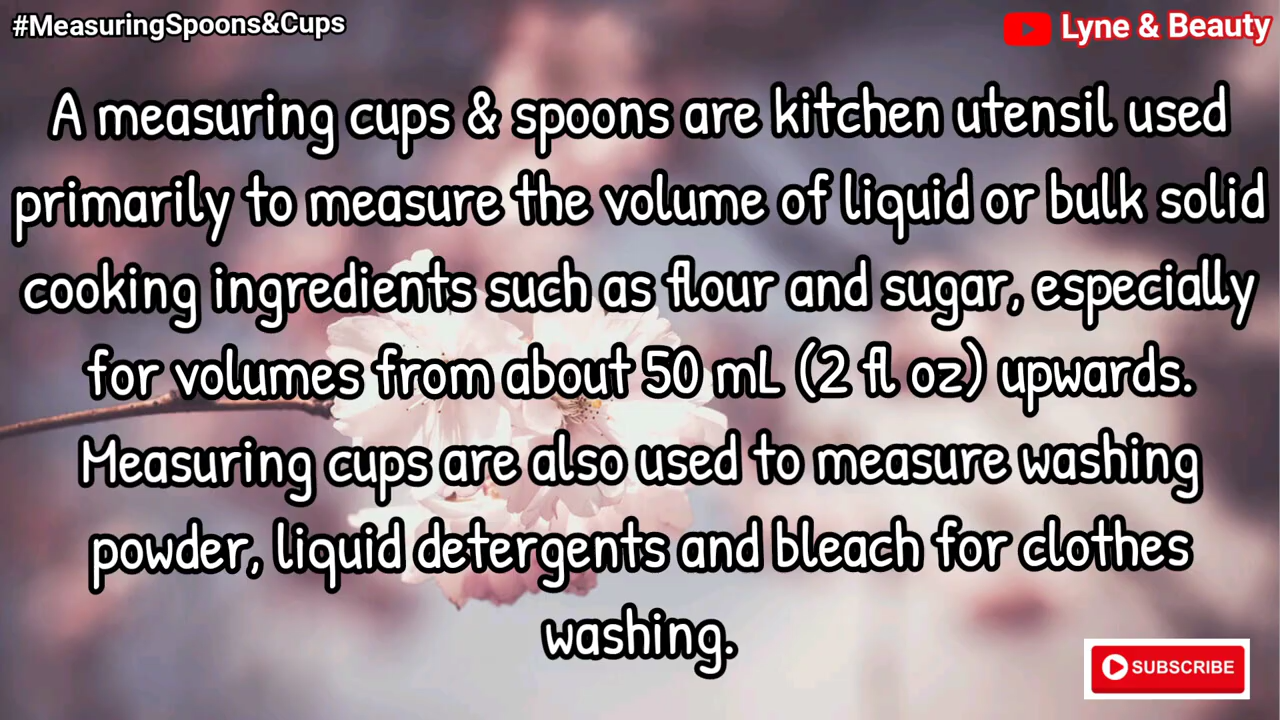 #MeasuringSpoons&Cups
Lyne & Beauty
A measuring cups & spoons are kitchen utensil used
primarily to measure the volume of liquid or bulk solid
cooking ingredients such as flour and sugar, especially
for volumes from about 50 mL (2 fl oz) upwards.
Measuring cups are also used to measure washing
powder, liquid detergents and bleach for clothes
washing.
SUBSCRIBE